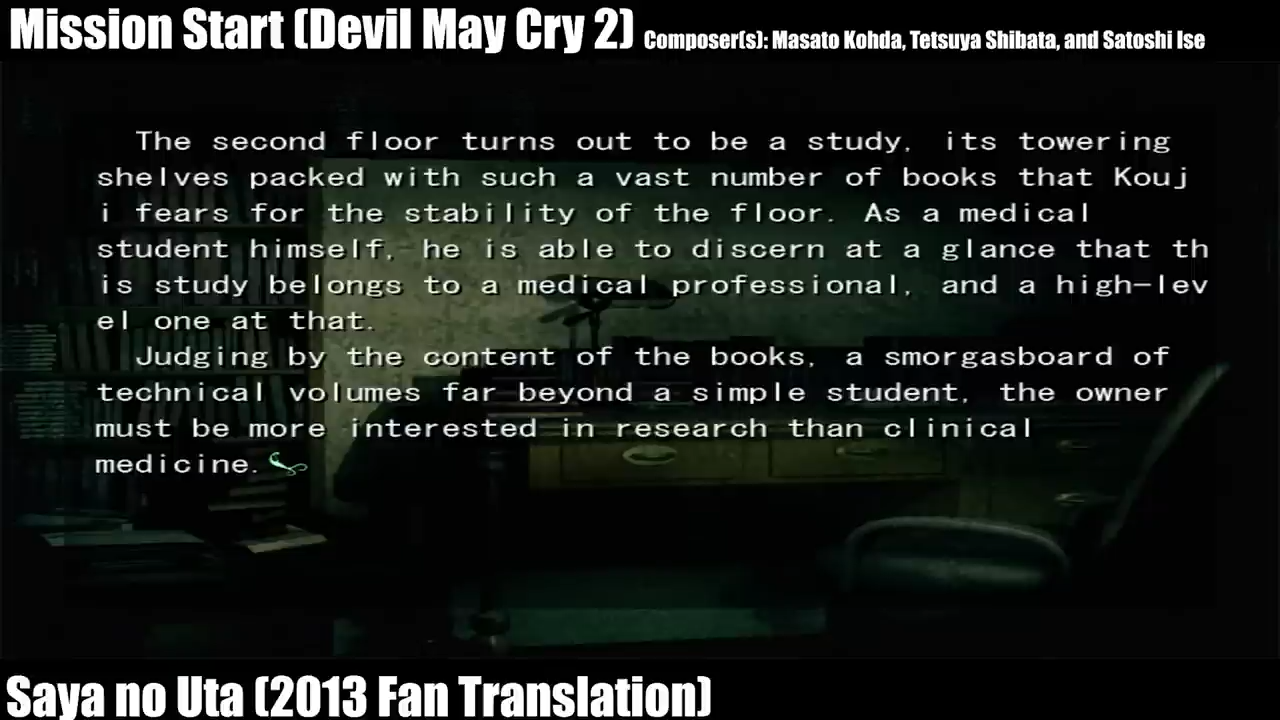 Mission Start (Devil May Cry 2) Composer(s): Masato Kohda, Tetsuya Shibata, and Satoshi Ise
The second floor turns out to be a study, its towering
shelves packed with such a vast number of books that Kouj
i fears for the stability of the floor. As a medical
student himself, he is able to discern at a glance that th
is study belongs to a medical professional, and a high-lev
el one at that.
Judging by the content of the books, a smorgasboard of
technical volumes far beyond a simple student, the owner
must be more interested in research than clinical
medicine.
Saya no Uta (2013 Fan Translation)